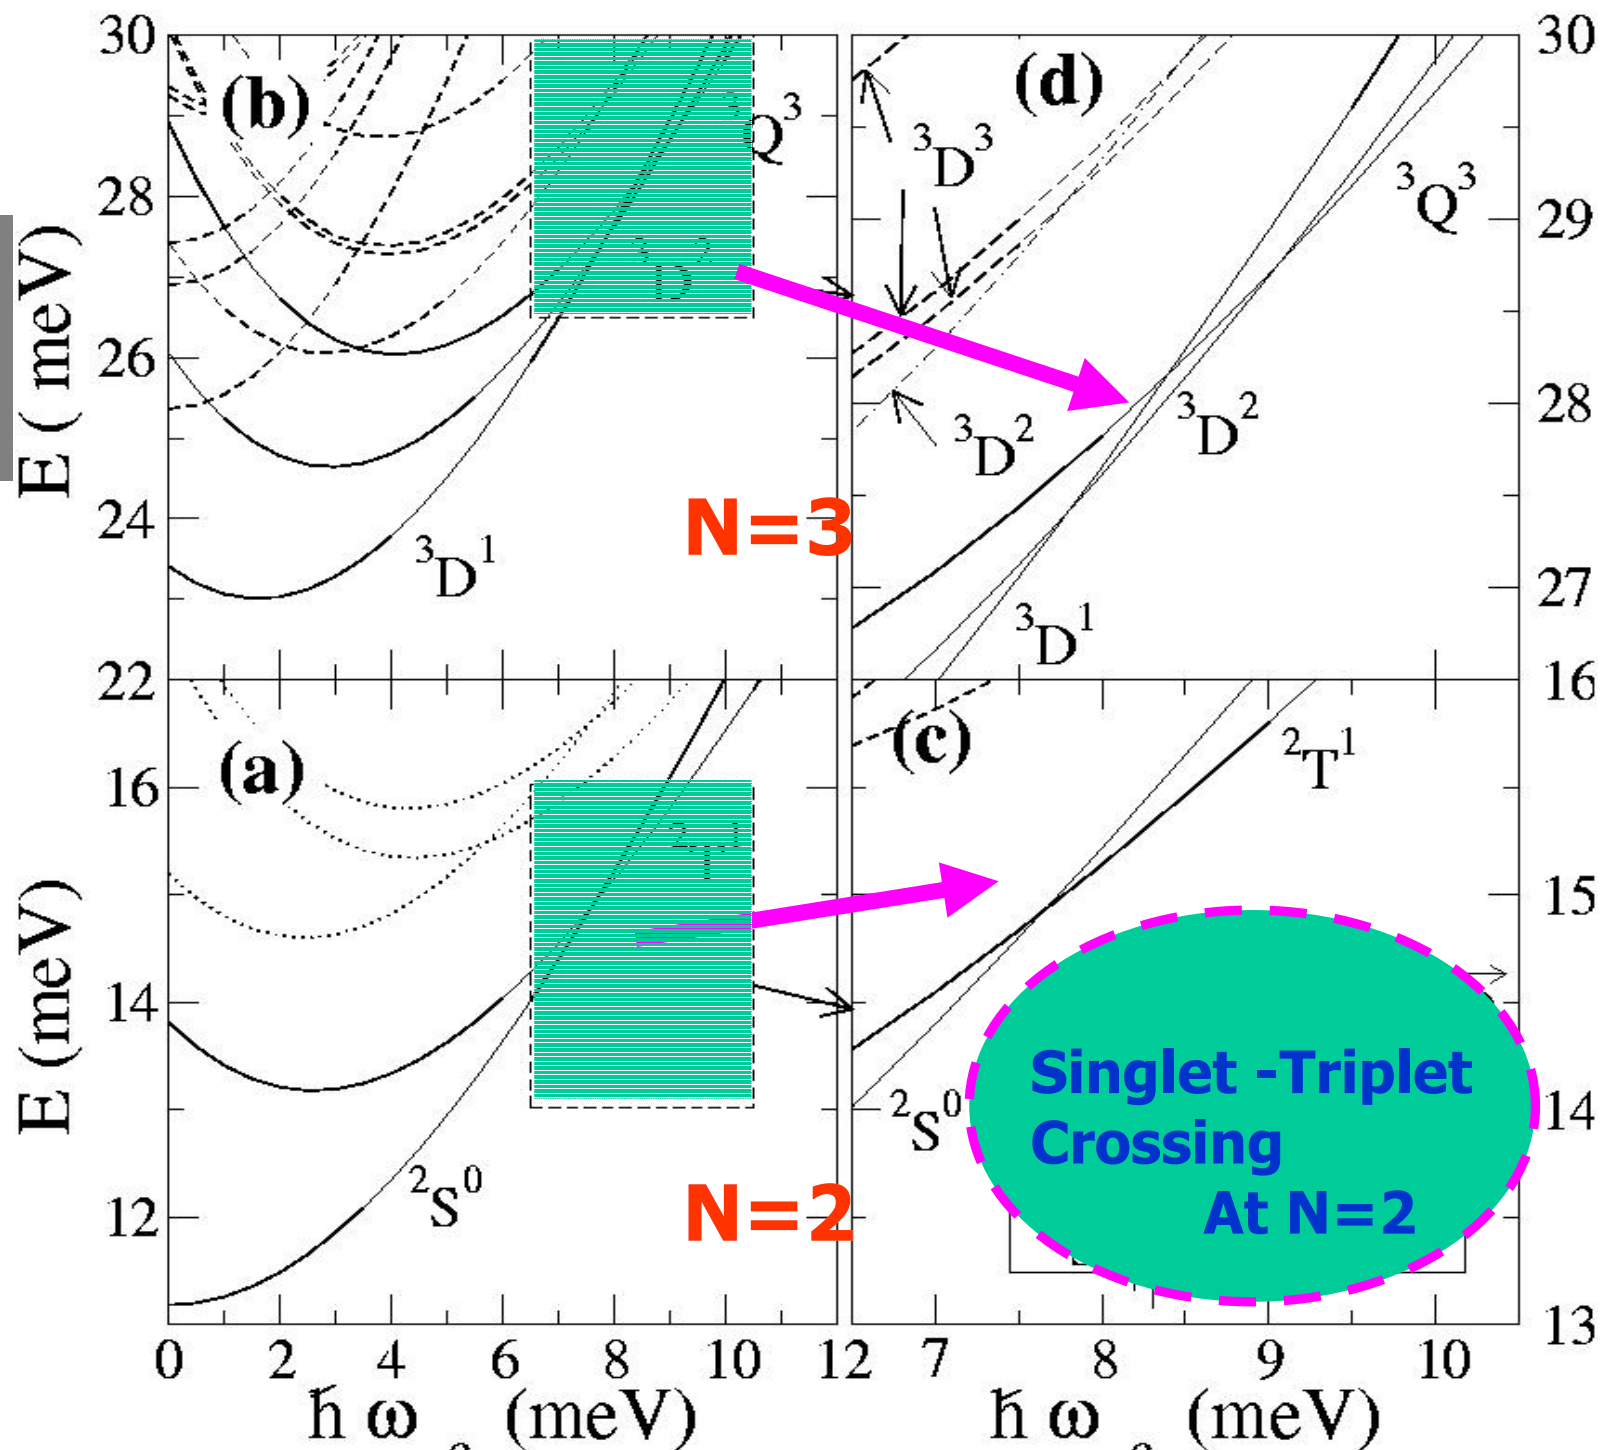 30
(b)
³Q³
28
³D²
26
24
³D¹
22
E ( meV)
N=3
30
(d)
³D³
³Q³
29
28
³D²
³D²
27
³D¹
16
(a)
16
14
12
²S⁰
E (meV)
²T¹
N=2
(c)
²T¹
15
²S⁰
14
13
Singlet -Triplet
Crossing
At N=2
0 2 4 6 8 10 12
7 8 9 10
ħ ω (meV)
ħ ω (meV)